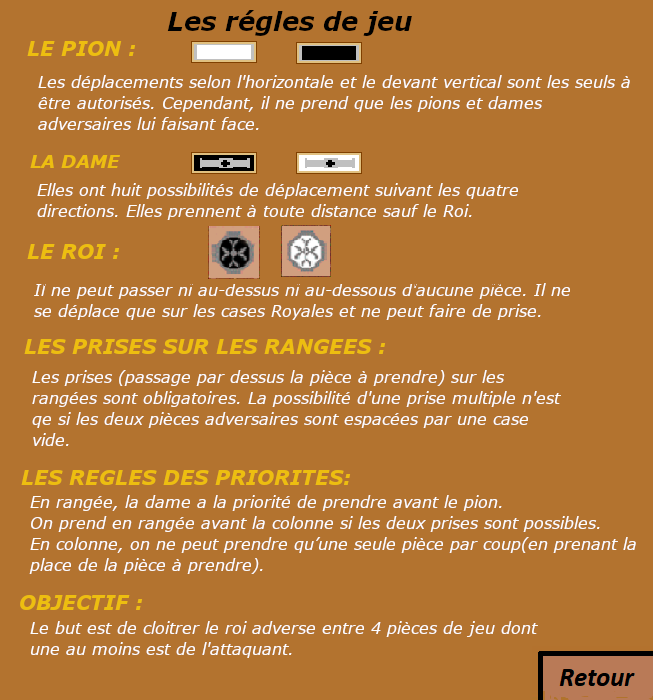 Les régles de jeu
LE PION :
Les déplacements selon l'horizontale et le devant vertical sont les seuls à
être autorisés. Cependant, il ne prend que les pions et dames
adversaires lui faisant face.
LA DAME
Elles ont huit possibilités de déplacement suivant les quatre
directions. Elles prennent à toute distance sauf le Roi.
LE ROI :
Il ne peut passer ni au-dessus ni au-dessous d'aucune pièce. Il ne
se déplace que sur les cases Royales et ne peut faire de prise.
LES PRISES SUR LES RANGEES :
Les prises (passage par dessus la pièce à prendre) sur les
rangées sont obligatoires. La possibilité d'une prise multiple n'est
qe si les deux pièces adversaires sont espacées par une case
vide.
LES REGLES DES PRIORITES:
En rangée, la dame a la priorité de prendre avant le pion.
On prend en rangée avant la colonne si les deux prises sont possibles.
En colonne, on ne peut prendre qu’une seule pièce par coup(en prenant la
place de la pièce à prendre).
OBJECTIF :
Le but est de cloitrer le roi adverse entre 4 pièces de jeu dont
une au moins est de l'attaquant.
Retour